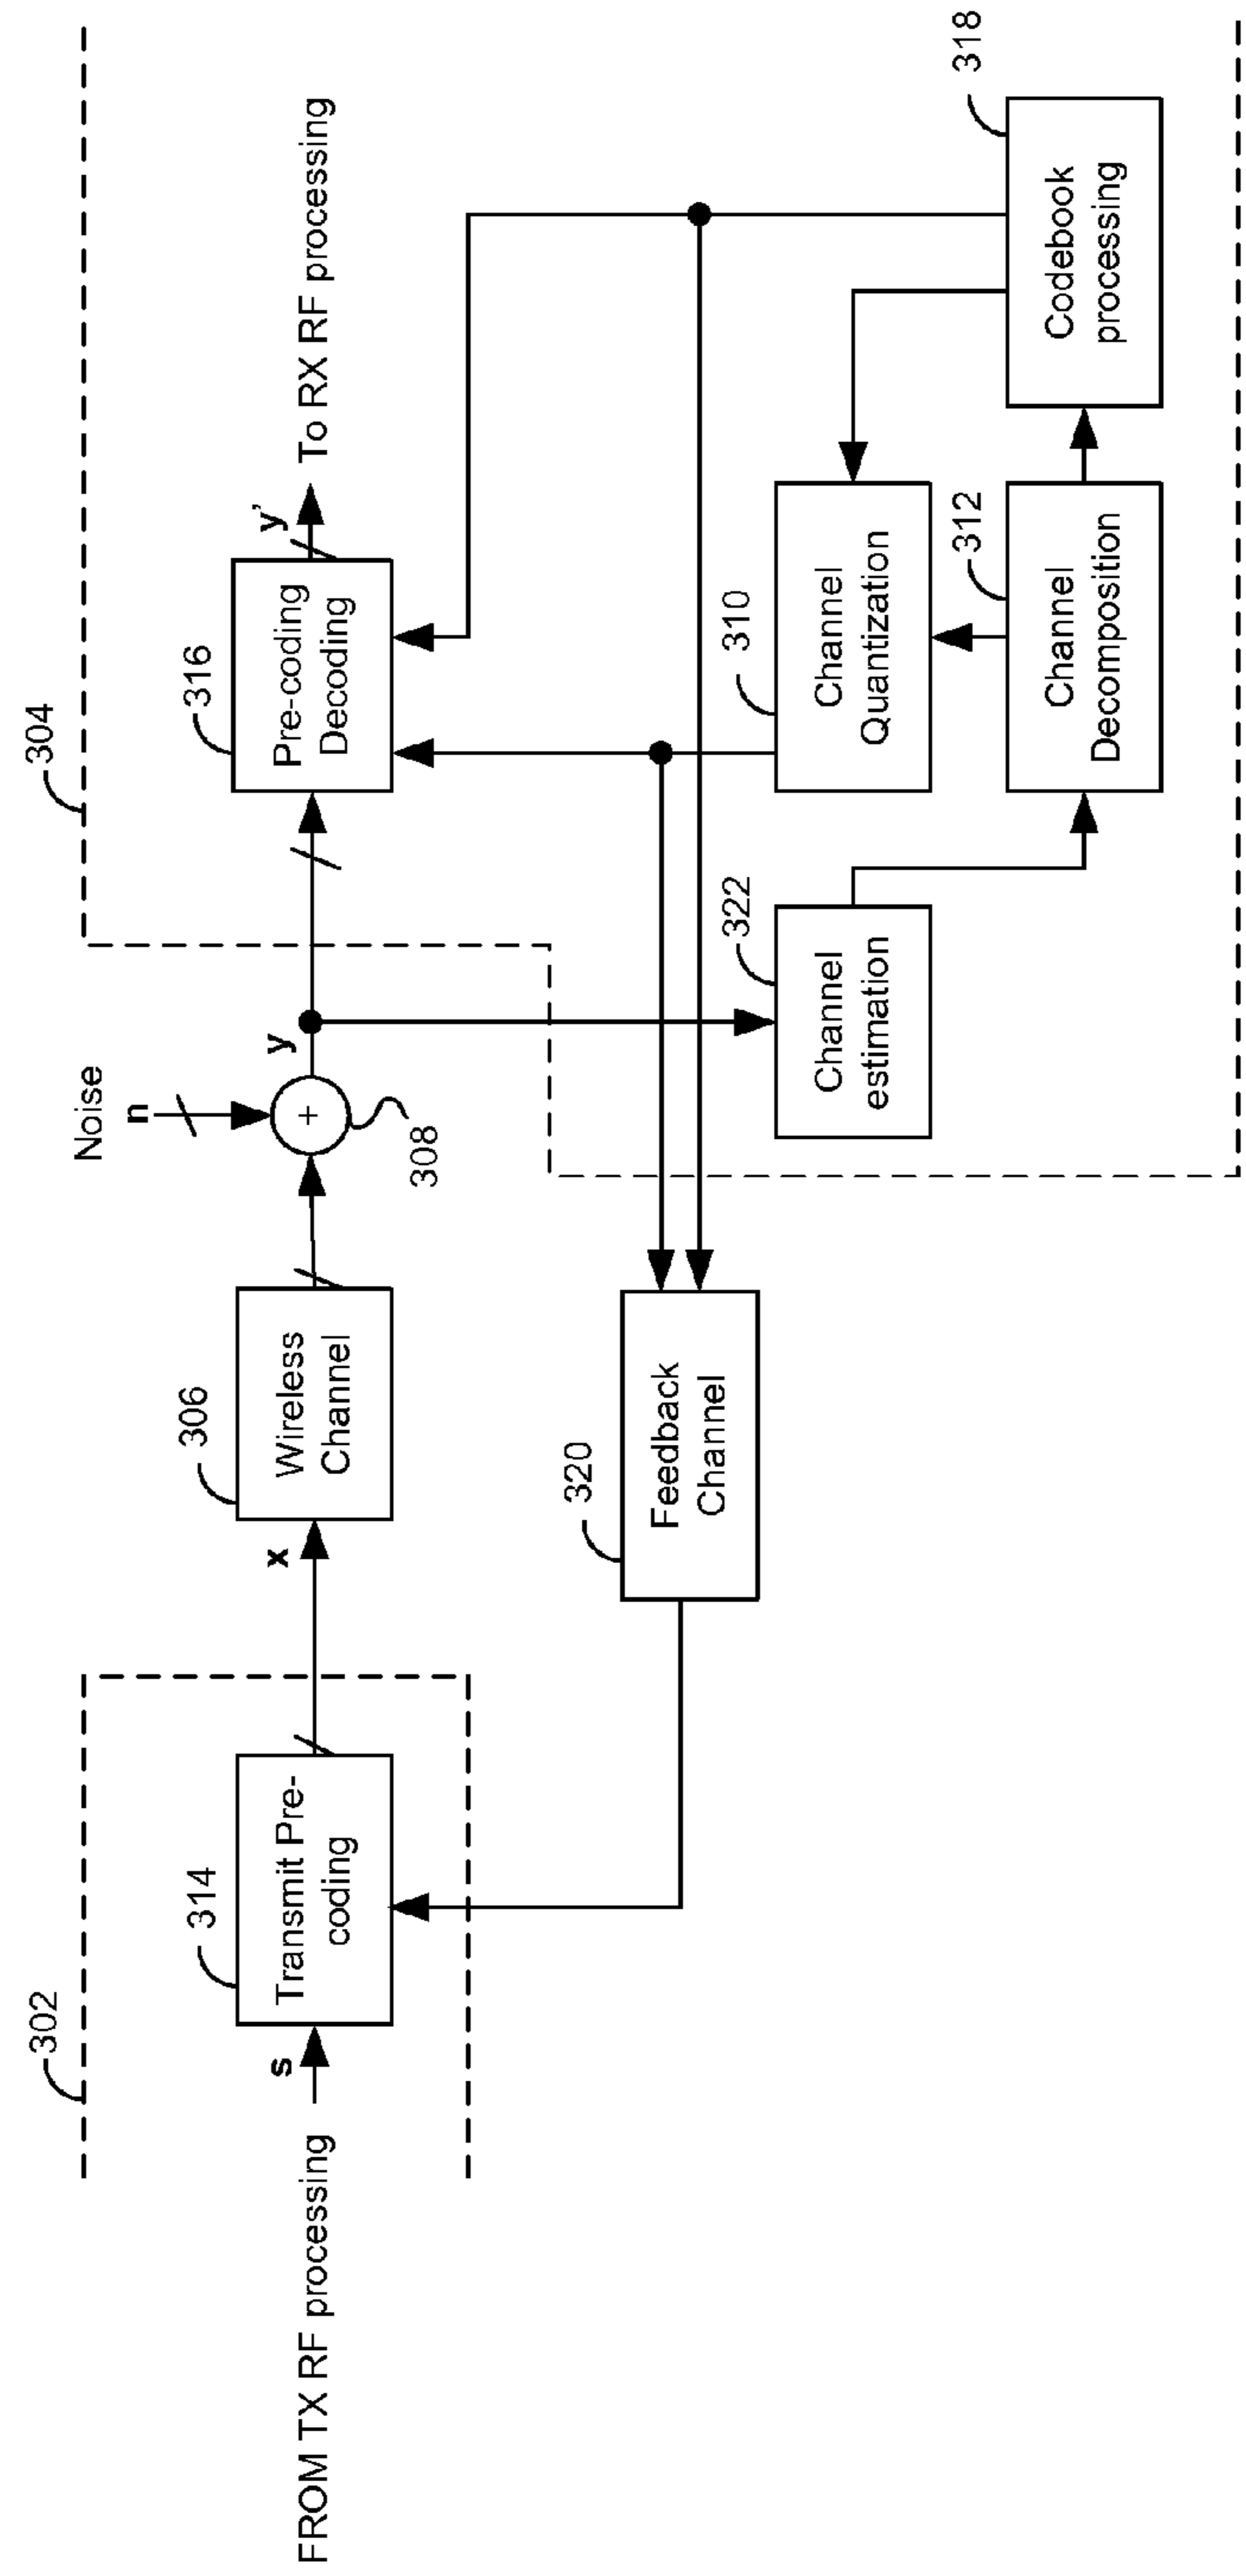 302
304
FROM TX RF processing
s
314
Transmit Pre-
coding
x
306
Wireless
Channel
Noise
n
+
308
y
316
Pre-coding
Decoding
y'
To RX RF processing
320
Feedback
Channel
322
Channel
estimation
310
Channel
Quantization
312
Channel
Decomposition
318
Codebook
processing